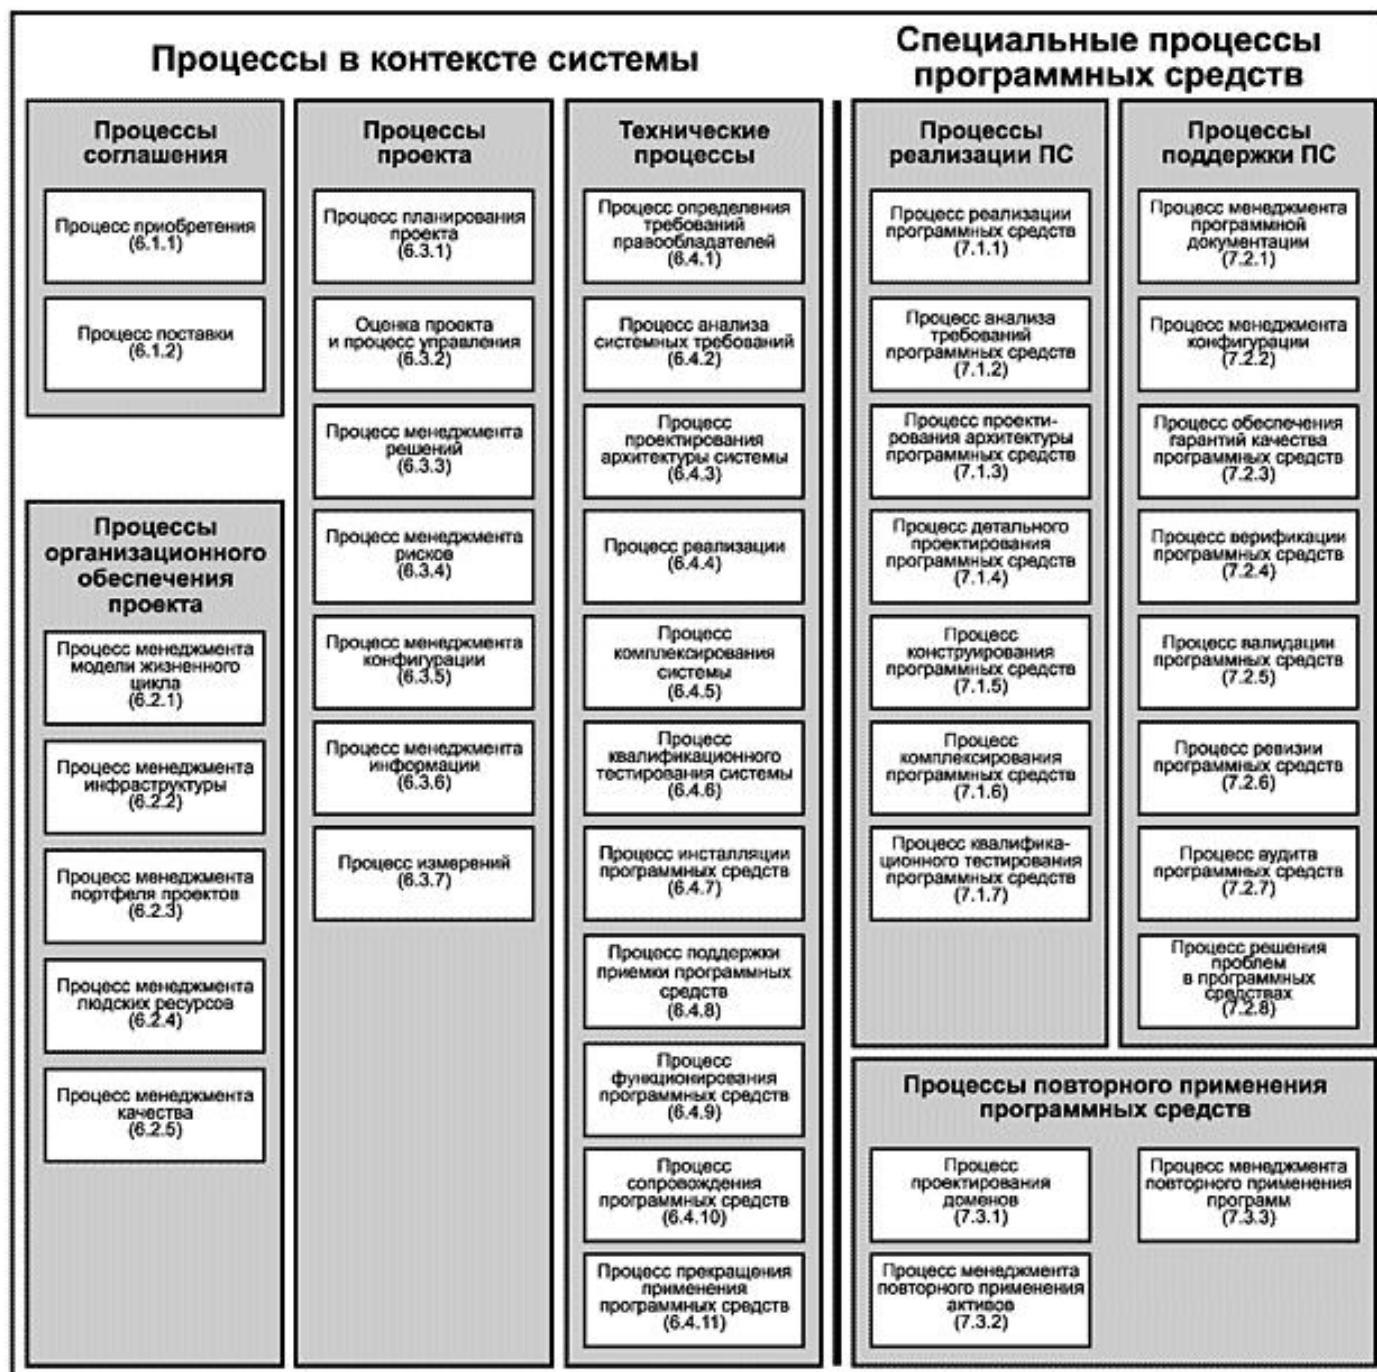 Процессы в контексте системы
Процессы
соглашения
Процесс приобретения
(6.1.1)
Процесс поставки
(6.1.2)
Процессы
организационного
обеспечения
проекта
Процесс менеджмента
модели жизненного
цикла
(6.2.1)
Процесс менеджмента
инфраструктуры
(6.2.2)
Процесс менеджмента
портфеля проектов
(6.2.3)
Процесс менеджмента
людских ресурсов
(6.2.4)
Процесс менеджмента
качества
(6.2.5)
Процессы
проекта
Процесс планирования
проекта
(6.3.1)
Оценка проекта
и процесс управления
(6.3.2)
Процесс менеджмента
решений
(6.3.3)
Процесс менеджмента
рисков
(6.3.4)
Процесс менеджмента
конфигурации
(6.3.5)
Процесс менеджмента
информации
(6.3.6)
Процесс измерений
(6.3.7)
Технические
процессы
Процесс определения
требований
правообладателей
(6.4.1)
Процесс анализа
системных требований
(6.4.2)
Процесс
проектирования
архитектуры системы
(6.4.3)
Процесс реализации
(6.4.4)
Процесс
комплексирования
системы
(6.4.5)
Процесс
квалификационного
тестирования системы
(6.4.6)
Процесс инсталляции
программных средств
(6.4.7)
Процесс поддержки
приемки программных
средств
(6.4.8)
Процесс
функционирования
программных средств
(6.4.9)
Процесс
сопровождения
программных средств
(6.4.10)
Процесс прекращения
применения
программных средств
(6.4.11)
Специальные процессы
программных средств
Процессы
реализации ПС
Процесс реализации
программных средств
(7.1.1)
Процесс анализа
требований
программных средств
(7.1.2)
Процесс проекти-
рования архитектуры
программных средств
(7.1.3)
Процесс детального
проектирования
программных средств
(7.1.4)
Процесс
конструирования
программных средств
(7.1.5)
Процесс
комплексирования
программных средств
(7.1.6)
Процесс квалифика-
ционного тестирования
программных средств
(7.1.7)
Процессы
поддержки ПС
Процесс менеджмента
программной
документации
(7.2.1)
Процесс менеджмента
конфигурации
(7.2.2)
Процесс обеспечения
гарантий качества
программных средств
(7.2.3)
Процесс верификации
программных средств
(7.2.4)
Процесс валидации
программных средств
(7.2.5)
Процесс ревизии
программных средств
(7.2.6)
Процесс аудита
программных средств
(7.2.7)
Процесс решения
проблем
в программных
средствах
(7.2.8)
Процессы повторного применения
программных средств
Процесс
проектирования
доменов
(7.3.1)
Процесс менеджмента
повторного применения
активов
(7.3.2)
Процесс менеджмента
повторного применения
программ
(7.3.3)